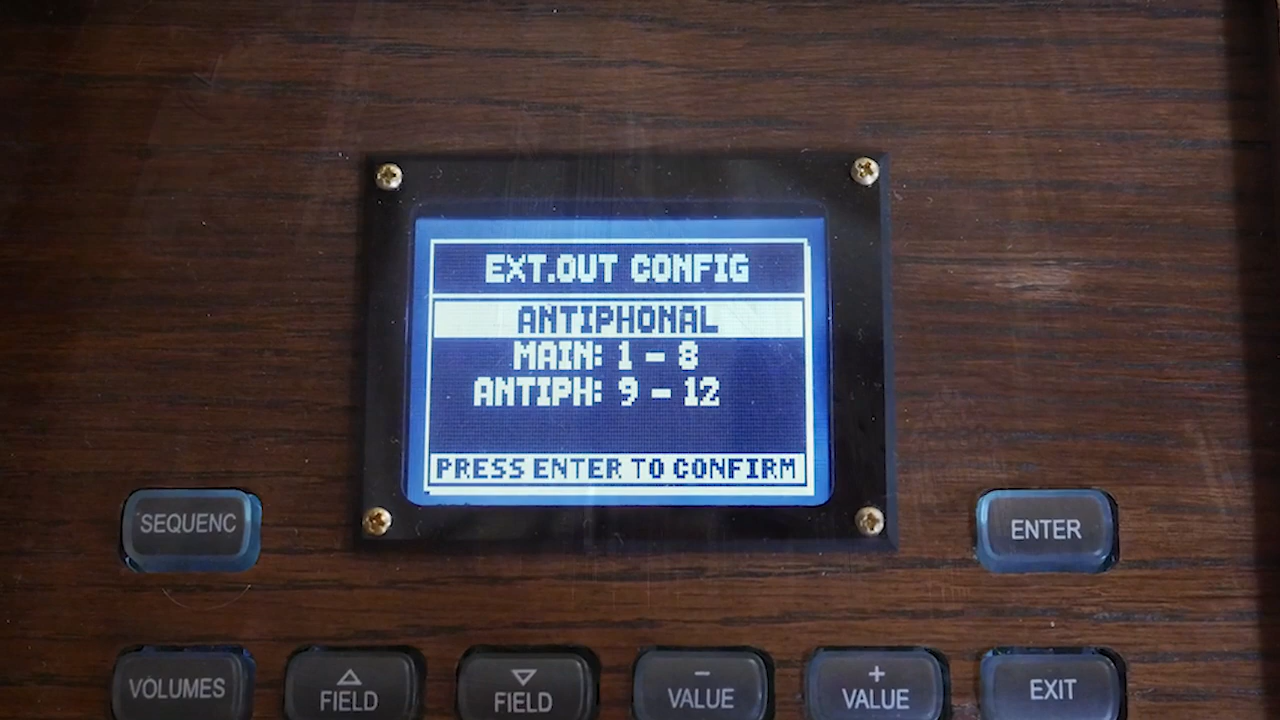 EXT.OUT CONFIG
ANTIPHONAL
MAIN: 1 - 8
ANTIPH: 9 - 12
PRESS ENTER TO CONFIRM
SEQUENC
ENTER
VOLUMES
FIELD
FIELD
- VALUE
+ VALUE
EXIT